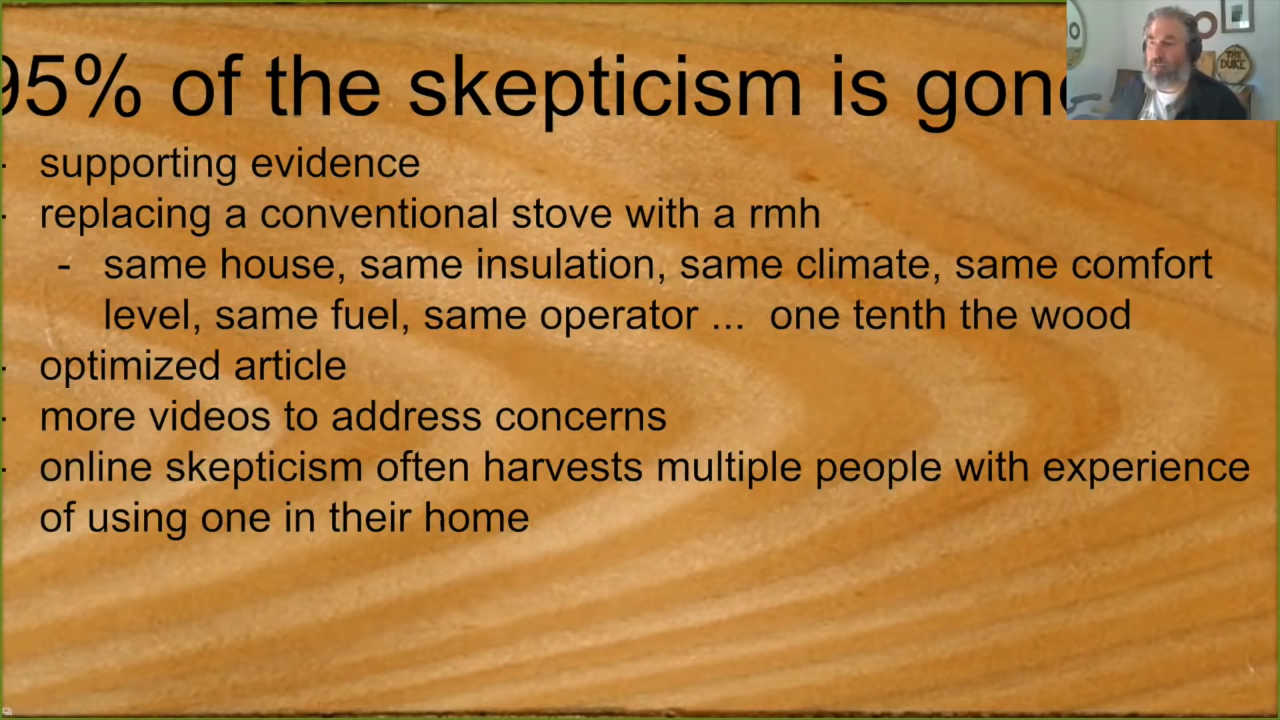 95% of the skepticism is gone
- supporting evidence
- replacing a conventional stove with a rmh
- same house, same insulation, same climate, same comfort
level, same fuel, same operator ... one tenth the wood
- optimized article
- more videos to address concerns
- online skepticism often harvests multiple people with experience
of using one in their home
THE
DUKE